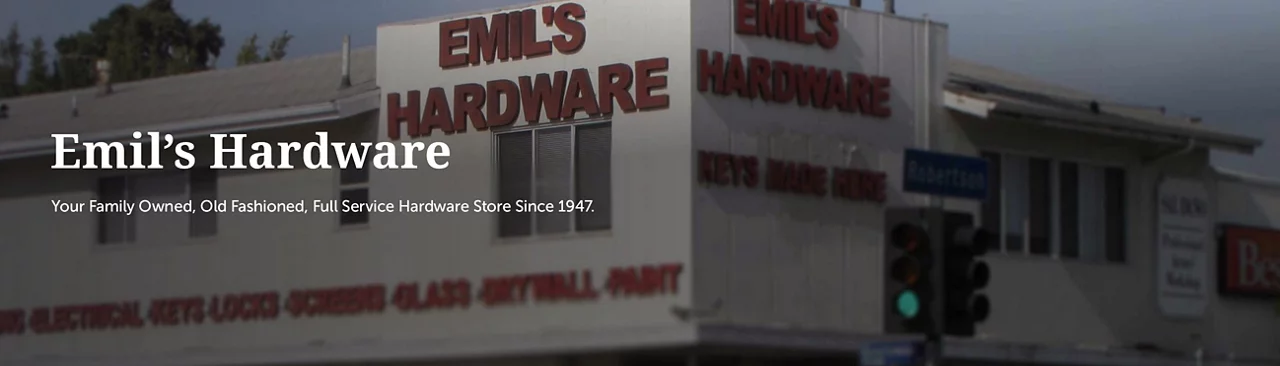 EMIL'S
HARDWARE
EMIL'S
HARDWARE
KEYS MADE HERE
Robertson
Emil's Hardware
Your Family Owned, Old Fashioned, Full Service Hardware Store Since 1947.
ELECTRICAL·KEYS·LOCKS·SCREENS·GLASS·DRYWALL·PAINT
Bes